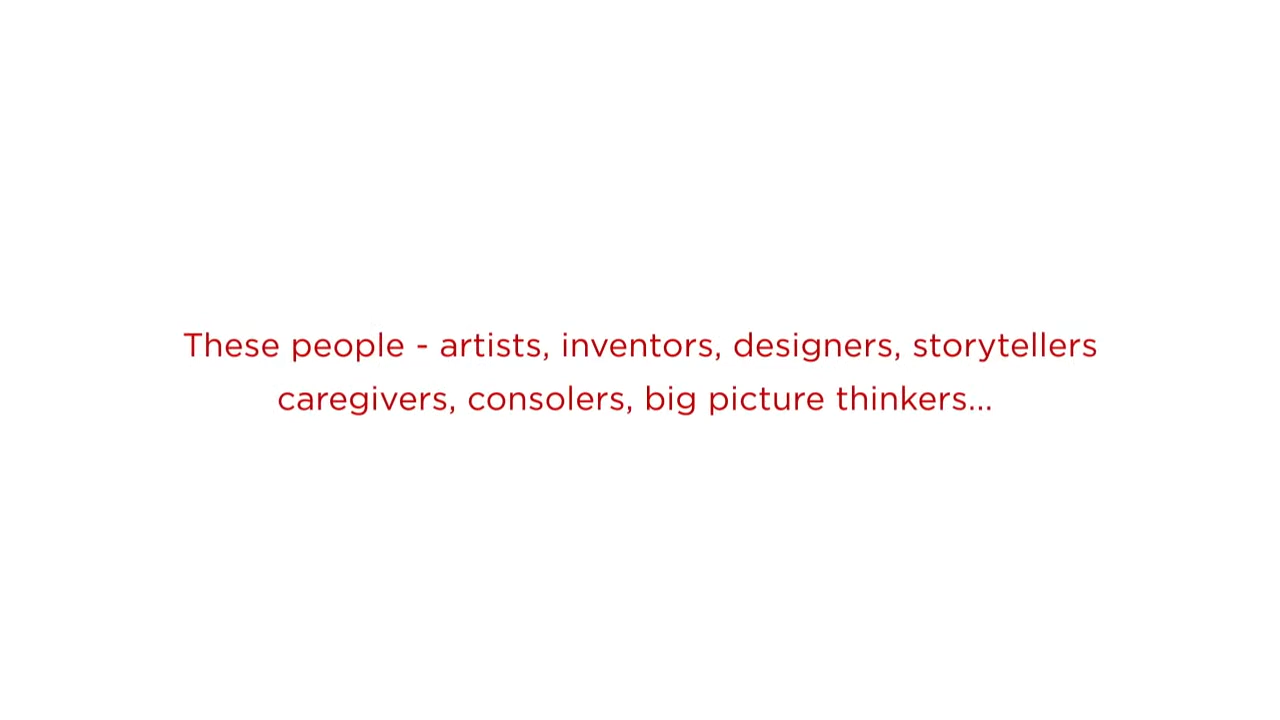 These people - artists, inventors, designers, storytellers
caregivers, consolers, big picture thinkers...